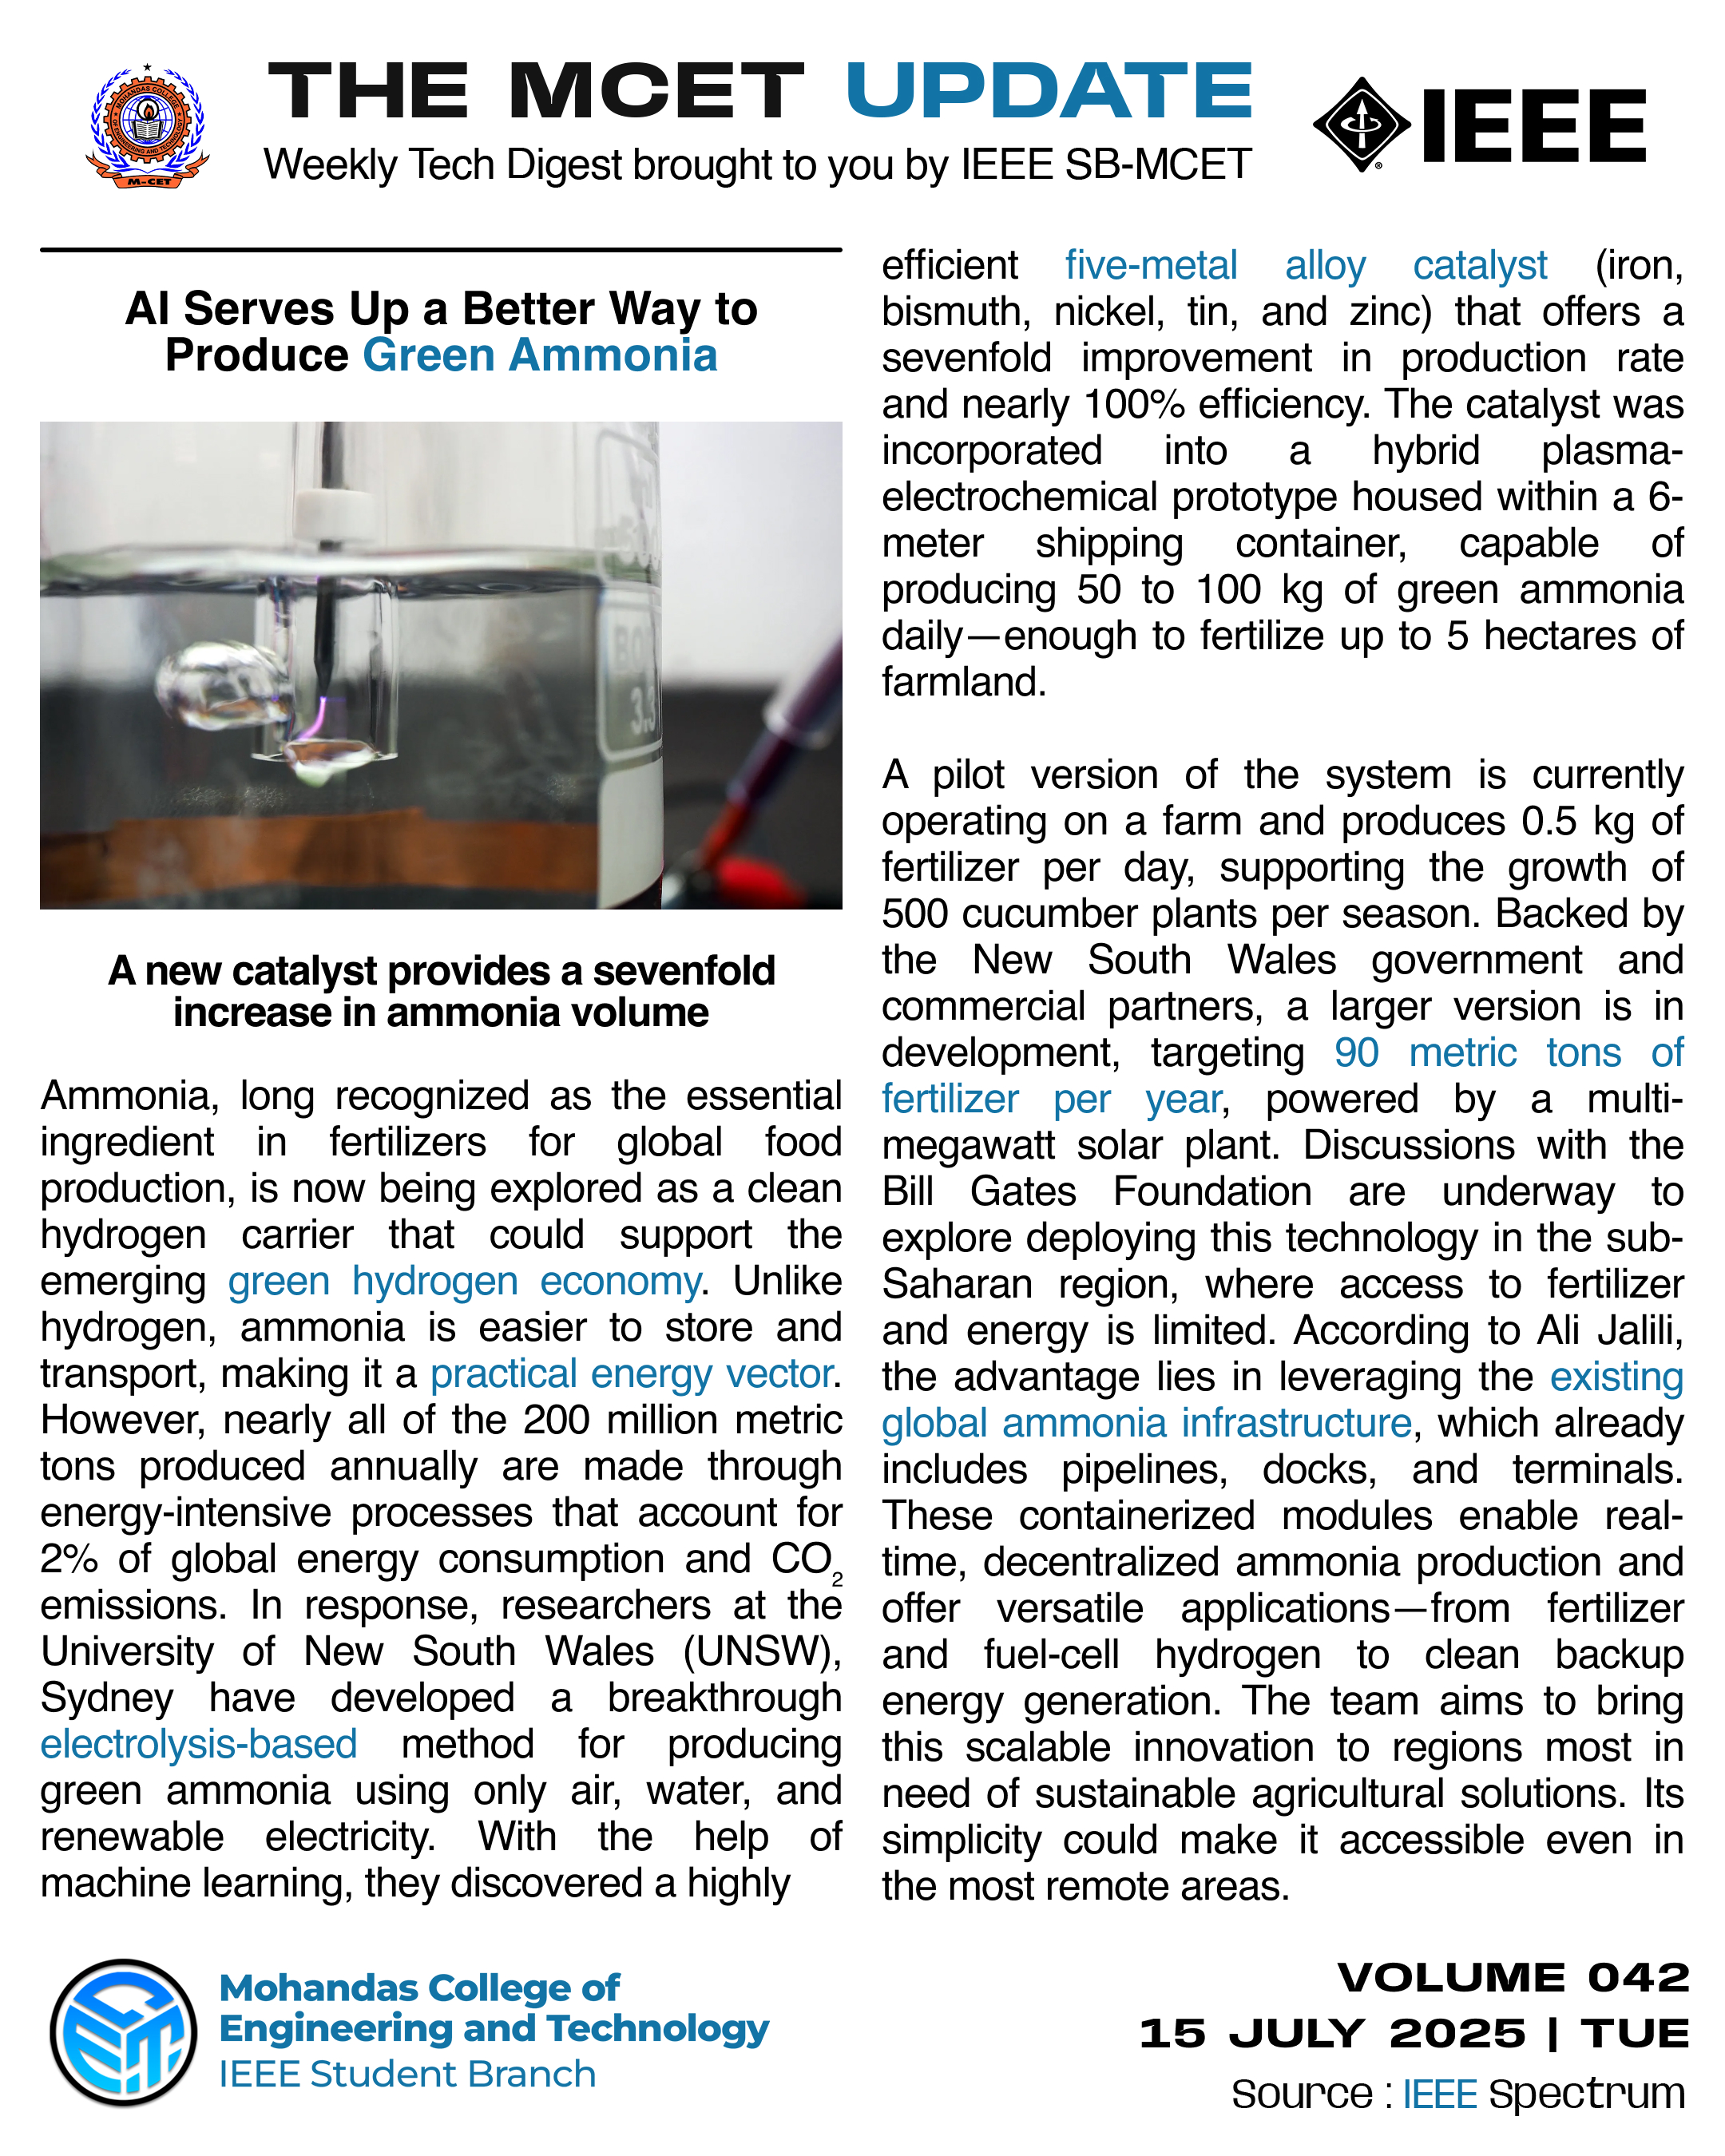 THE MCET UPDATE
Weekly Tech Digest brought to you by IEEE SB-MCET
MOHANDAS COLLEGE
OF ENGINEERING AND TECHNOLOGY
M-CET
IEEE
AI Serves Up a Better Way to
Produce Green Ammonia
A new catalyst provides a sevenfold
increase in ammonia volume
Ammonia, long recognized as the essential
ingredient in fertilizers for global food
production, is now being explored as a clean
hydrogen carrier that could support the
emerging green hydrogen economy. Unlike
hydrogen, ammonia is easier to store and
transport, making it a practical energy vector.
However, nearly all of the 200 million metric
tons produced annually are made through
energy-intensive processes that account for
2% of global energy consumption and CO₂
emissions. In response, researchers at the
University of New South Wales (UNSW),
Sydney have developed a breakthrough
electrolysis-based method for producing
green ammonia using only air, water, and
renewable electricity. With the help of
machine learning, they discovered a highly
efficient five-metal alloy catalyst (iron,
bismuth, nickel, tin, and zinc) that offers a
sevenfold improvement in production rate
and nearly 100% efficiency. The catalyst was
incorporated into a hybrid plasma-
electrochemical prototype housed within a 6-
meter shipping container, capable of
producing 50 to 100 kg of green ammonia
daily—enough to fertilize up to 5 hectares of
farmland.
A pilot version of the system is currently
operating on a farm and produces 0.5 kg of
fertilizer per day, supporting the growth of
500 cucumber plants per season. Backed by
the New South Wales government and
commercial partners, a larger version is in
development, targeting 90 metric tons of
fertilizer per year, powered by a multi-
megawatt solar plant. Discussions with the
Bill Gates Foundation are underway to
explore deploying this technology in the sub-
Saharan region, where access to fertilizer
and energy is limited. According to Ali Jalili,
the advantage lies in leveraging the existing
global ammonia infrastructure, which already
includes pipelines, docks, and terminals.
These containerized modules enable real-
time, decentralized ammonia production and
offer versatile applications—from fertilizer
and fuel-cell hydrogen to clean backup
energy generation. The team aims to bring
this scalable innovation to regions most in
need of sustainable agricultural solutions. Its
simplicity could make it accessible even in
the most remote areas.
Mohandas College of
Engineering and Technology
IEEE Student Branch
VOLUME 042
15 JULY 2025 | TUE
Source : IEEE Spectrum